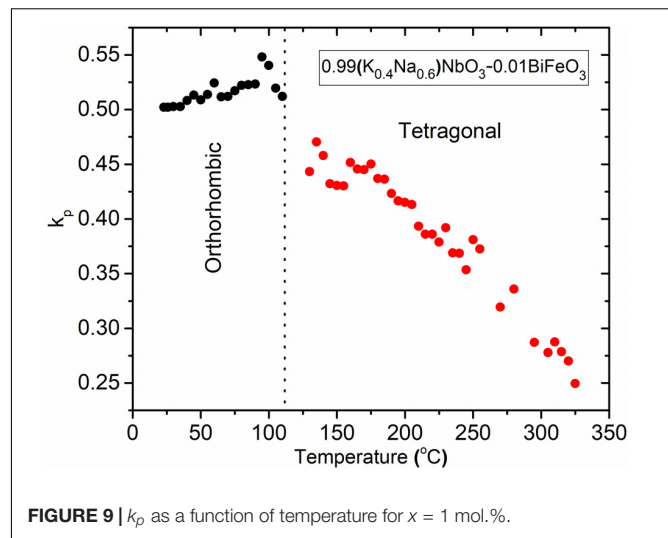 0.99(K0.4Na0.6)NbO3-0.01BiFeO3
Tetragonal
Orthorhombic
kp
0.55
0.50
0.45
0.40
0.35
0.30
0.25
0 50 100 150 200 250 300 350
Temperature (°C)
FIGURE 9 | kp as a function of temperature for x = 1 mol.%.